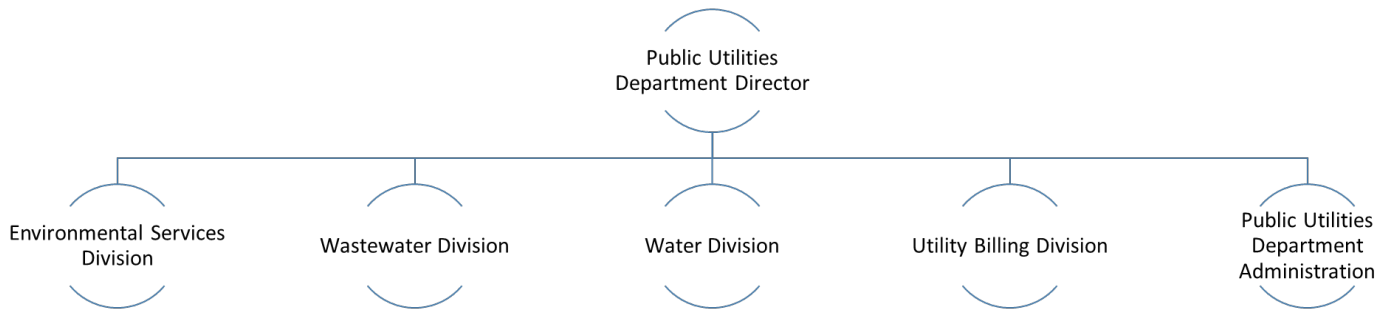 Public Utilities
Department Director
Environmental Services
Division
Wastewater Division
Water Division
Utility Billing Division
Public Utilities
Department
Administration